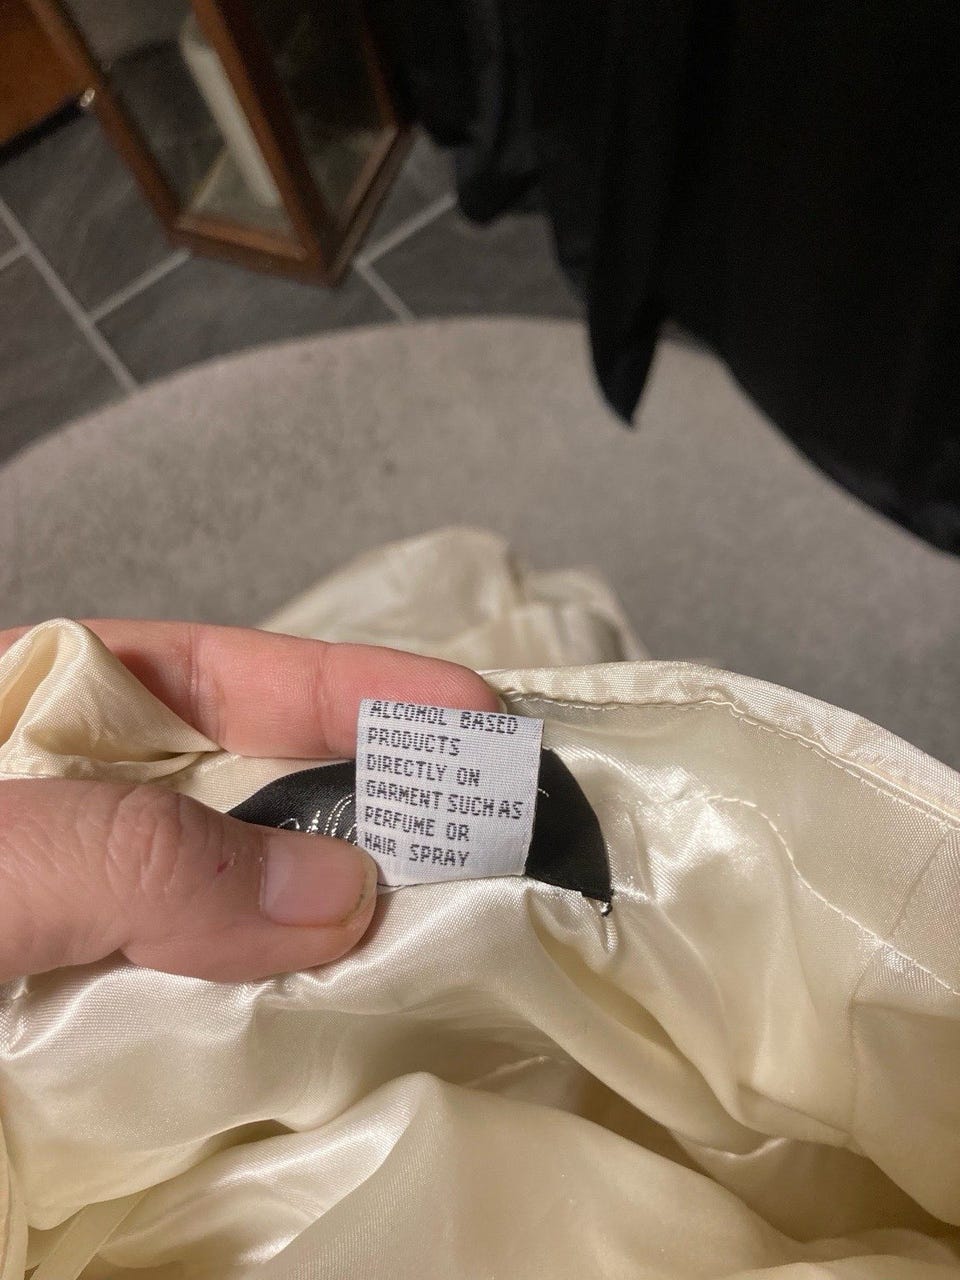 ALCOHOL BASED
PRODUCTS
DIRECTLY ON
GARMENT SUCH AS
PERFUME OR
HAIR SPRAY